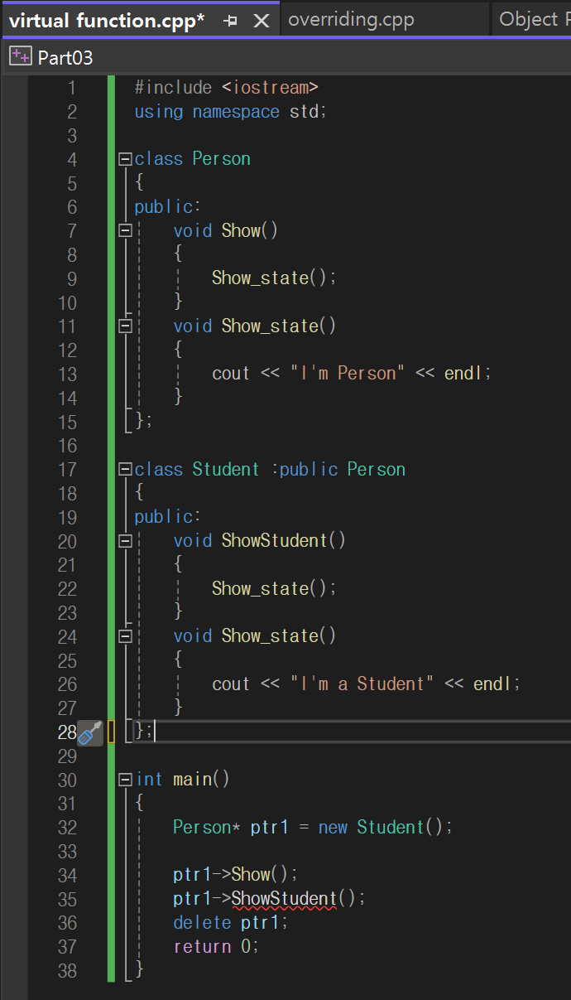 virtual function.cpp*
overriding.cpp
Object P
Part03
1 #include <iostream>
2 using namespace std;
3
4 class Person
5 {
6 public:
7 void Show()
8 {
9 Show_state();
10 }
11 void Show_state()
12 {
13 cout << "I'm Person" << endl;
14 }
15 };
16
17 class Student :public Person
18 {
19 public:
20 void ShowStudent()
21 {
22 Show_state();
23 }
24 void Show_state()
25 {
26 cout << "I'm a Student" << endl;
27 }
28 };
29
30 int main()
31 {
32 Person* ptr1 = new Student();
33
34 ptr1->Show();
35 ptr1->ShowStudent();
36 delete ptr1;
37 return 0;
38 }